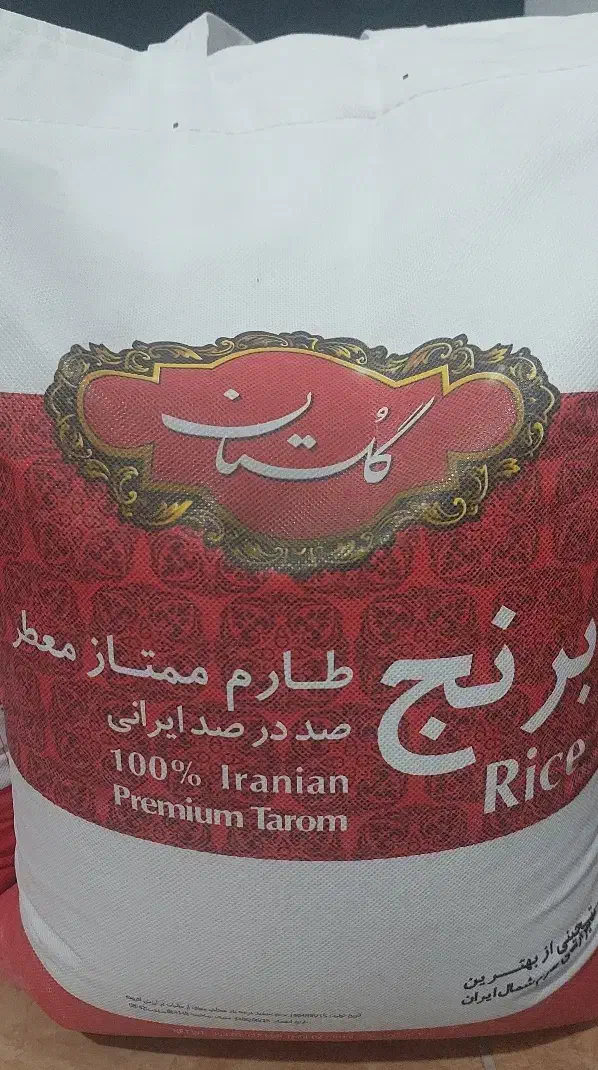 گلستان
برنج
Rice
طارم ممتاز معطر
صد در صد ایرانی
100% Iranian
Premium Tarom
از بهترین
شمال ایران